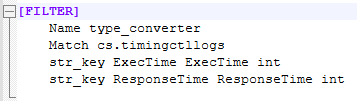 [FILTER]
Name type_converter
Match cs.timingctllogs
str_key ExecTime ExecTime int
str_key ResponseTime ResponseTime int